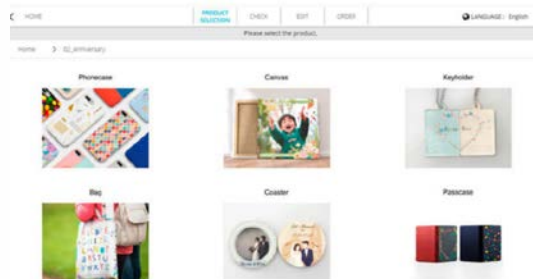 HOME
PRODUCT
SELECTION
CHECK
EDIT
ORDER
LANGUAGE : English
Please select the product.
Home > 02_Anniversary
Phonecase
Canvas
Keyholder
Bag
Coaster
Passcase